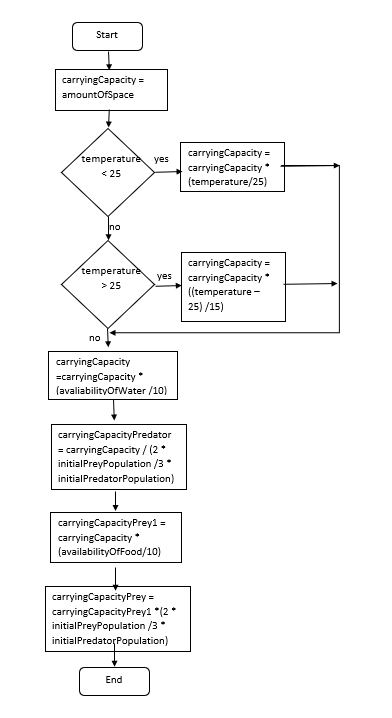 Start
carryingCapacity =
amountOfSpace
temperature
< 25
yes
carryingCapacity =
carryingCapacity *
(temperature/25)
no
temperature
> 25
yes
carryingCapacity =
carryingCapacity *
((temperature –
25) /15)
no
carryingCapacity
=carryingCapacity *
(avaliabilityOfWater /10)
carryingCapacityPredator
= carryingCapacity / (2 *
initialPreyPopulation /3 *
initialPredatorPopulation)
carryingCapacityPrey1 =
carryingCapacity *
(availabilityOfFood/10)
carryingCapacityPrey =
carryingCapacityPrey1 *(2 *
initialPreyPopulation /3 *
initialPredatorPopulation)
End